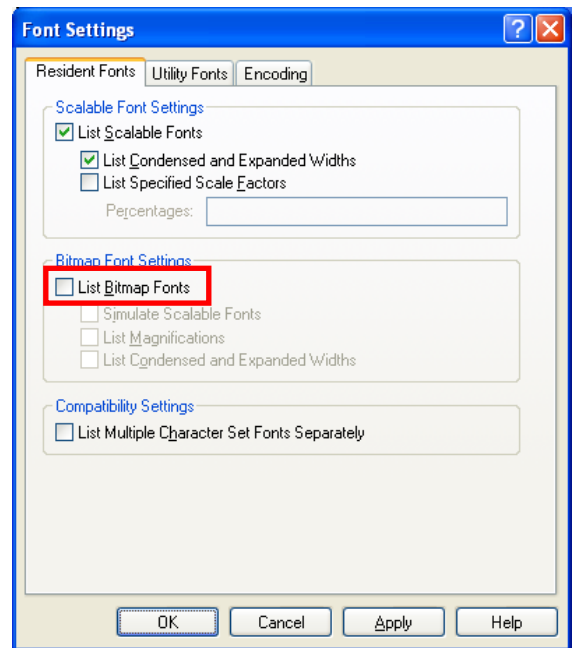 Font Settings
Resident Fonts Utility Fonts Encoding
Scalable Font Settings
List Scalable Fonts
List Condensed and Expanded Widths
List Specified Scale Factors
Percentages:
Bitmap Font Settings
List Bitmap Fonts
Simulate Scalable Fonts
List Magnifications
List Condensed and Expanded Widths
Compatibility Settings
List Multiple Character Set Fonts Separately
OK Cancel Apply Help